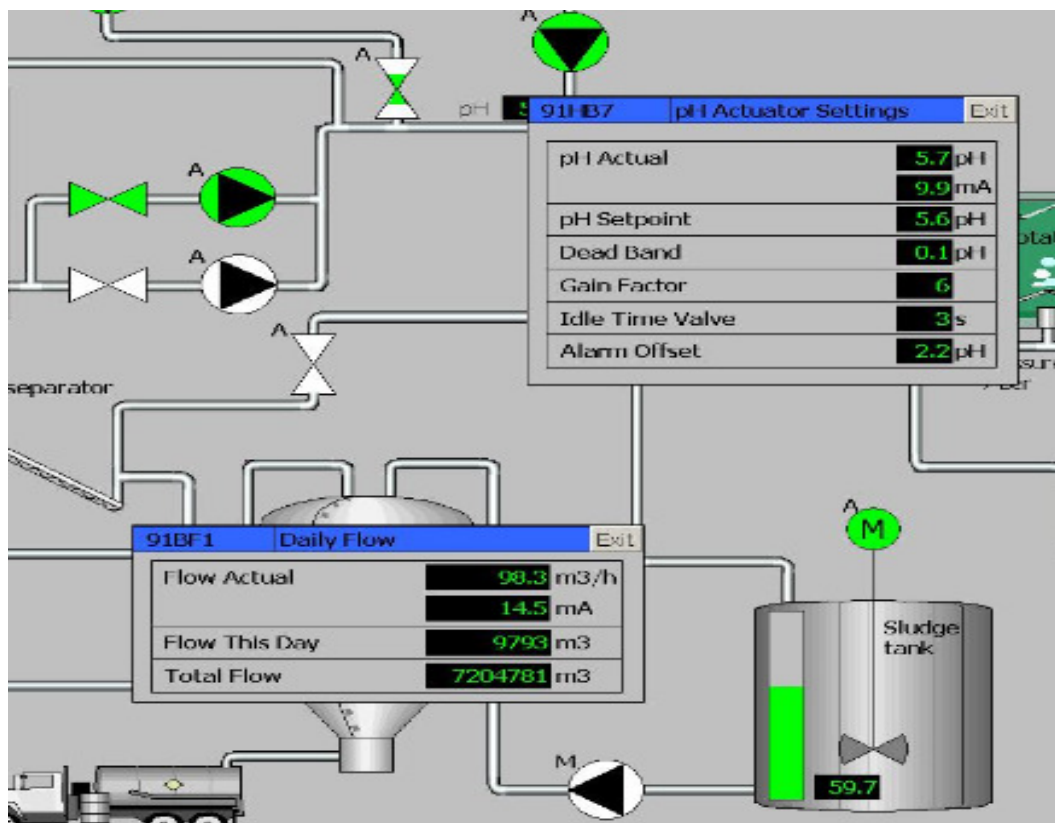 A
A
A
pH
91HB7 pH Actuator Settings Exit
pH Actual 5.7 pH
9.9 mA
pH Setpoint 5.6 pH
Dead Band 0.1 pH
Gain Factor 6
Idle Time Valve 3 s
Alarm Offset 2.2 pH
A
A
A
separator
A
M
91BF1 Daily Flow Exit
Flow Actual 98.3 m3/h
14.5 mA
Flow This Day 9793 m3
Total Flow 7204781 m3
Sludge
tank
M
59.7